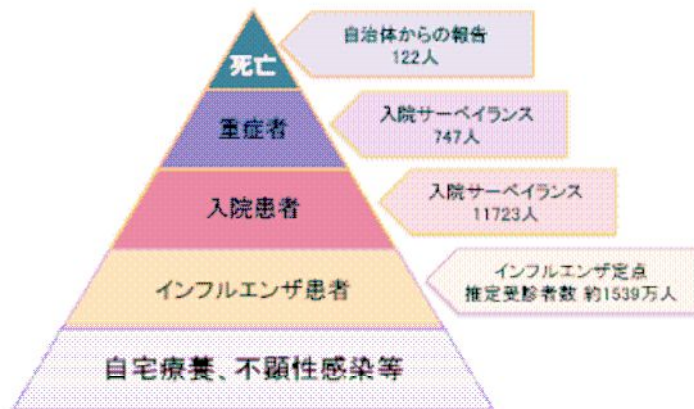 死亡
自治体からの報告
122人
重症者
入院サーベイランス
747人
入院患者
入院サーベイランス
11723人
インフルエンザ患者
インフルエンザ定点
推定受診者数 約1539万人
自宅療養、不顕性感染等